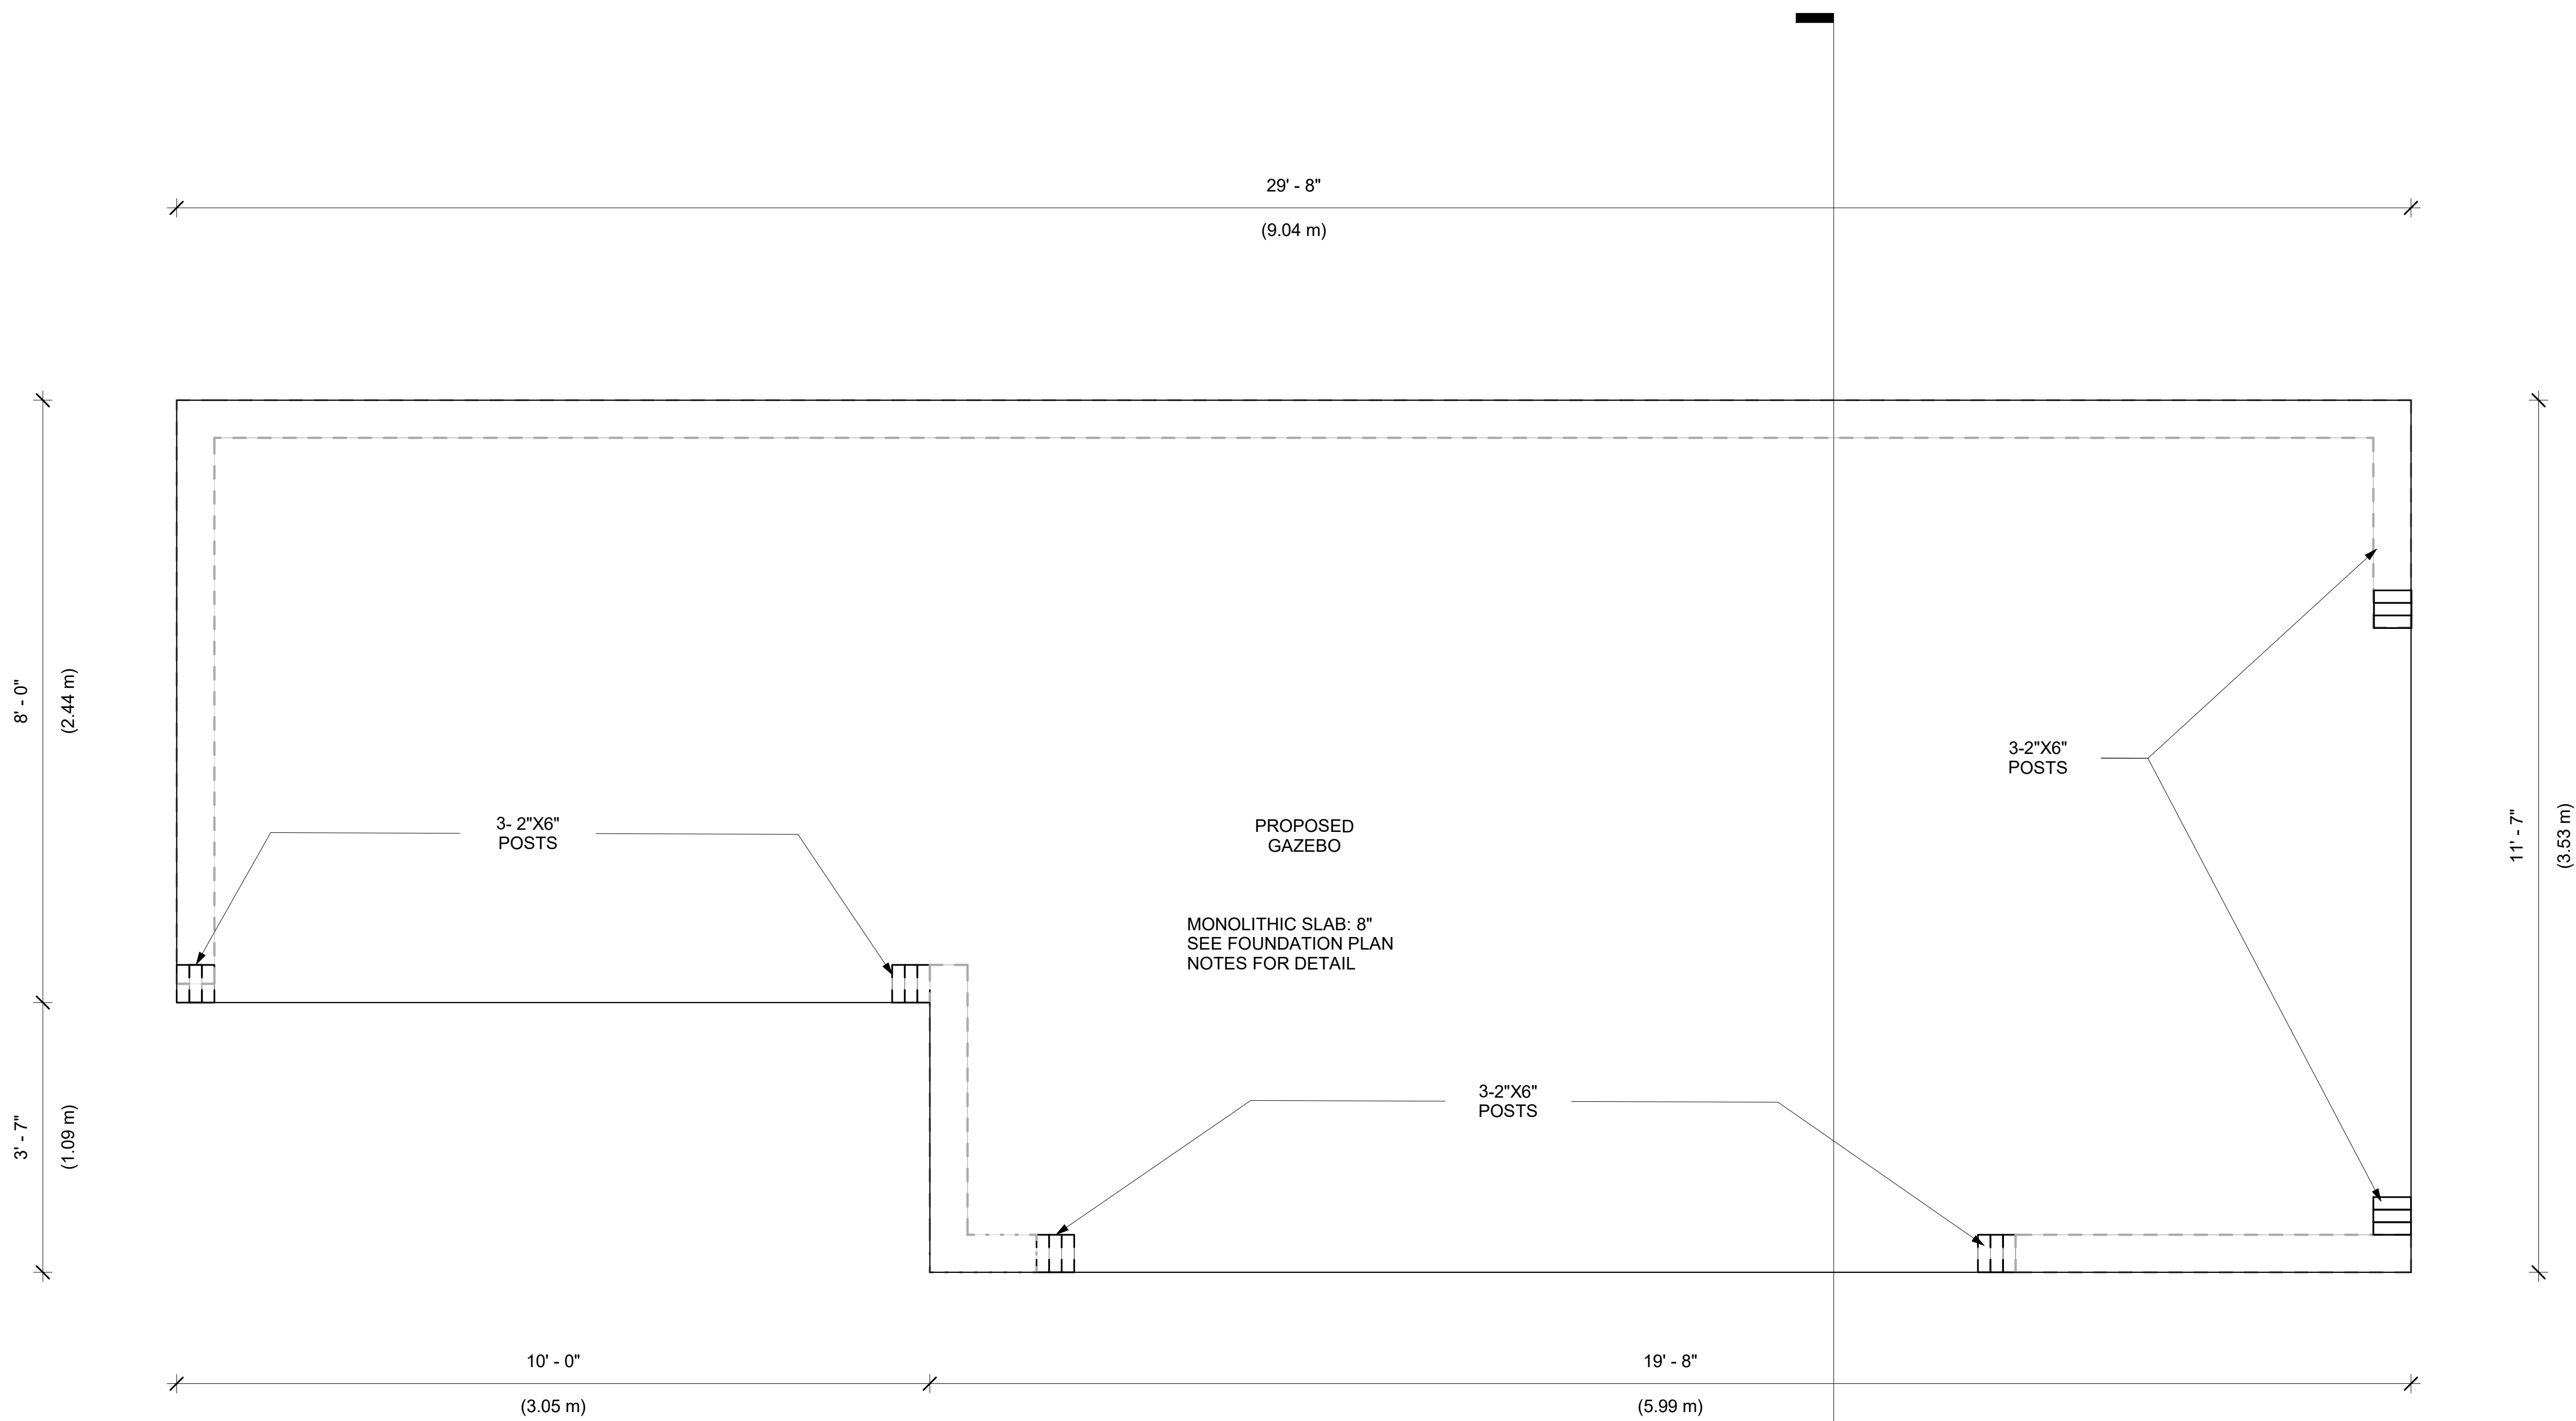 29' - 8"
(9.04 m)
8' - 0"
(2.44 m)
3' - 7"
(1.09 m)
3- 2"X6"
POSTS
PROPOSED
GAZEBO
MONOLITHIC SLAB: 8"
SEE FOUNDATION PLAN
NOTES FOR DETAIL
3-2"X6"
POSTS
3-2"X6"
POSTS
11' - 7"
(3.53 m)
10' - 0"
(3.05 m)
19' - 8"
(5.99 m)